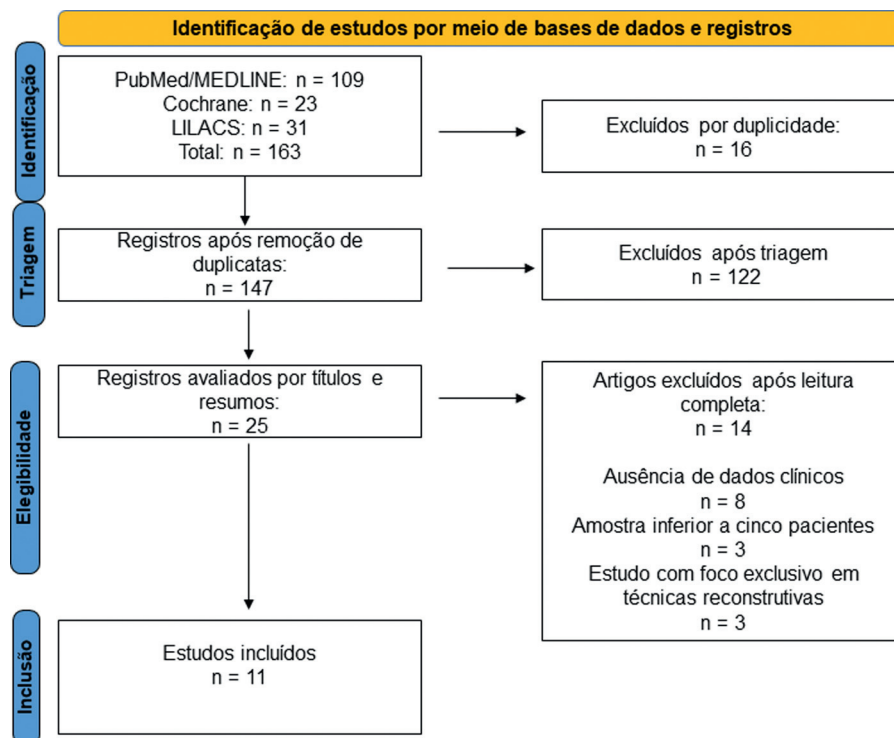 Identificação de estudos por meio de bases de dados e registros
Identificação
PubMed/MEDLINE: n = 109
Cochrane: n = 23
LILACS: n = 31
Total: n = 163
Excluídos por duplicidade:
n = 16
Triagem
Registros após remoção de
duplicatas:
n = 147
Excluídos após triagem
n = 122
Elegibilidade
Registros avaliados por títulos e
resumos:
n = 25
Artigos excluídos após leitura
completa:
n = 14
Ausência de dados clínicos
n = 8
Amostra inferior a cinco pacientes
n = 3
Estudo com foco exclusivo em
técnicas reconstrutivas
n = 3
Inclusão
Estudos incluídos
n = 11